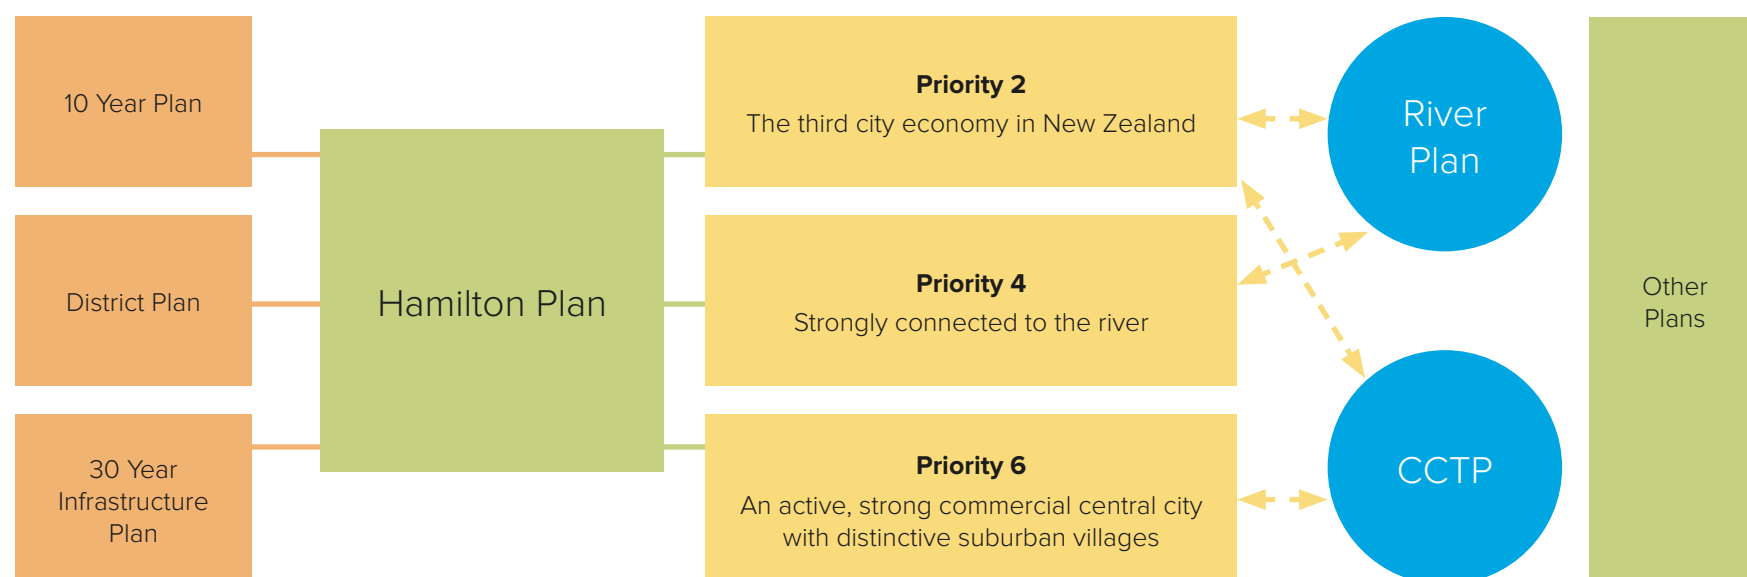 10 Year Plan
District Plan
30 Year
Infrastructure
Plan
Hamilton Plan
Priority 2
The third city economy in New Zealand
Priority 4
Strongly connected to the river
Priority 6
An active, strong commercial central city
with distinctive suburban villages
River
Plan
CCTP
Other
Plans